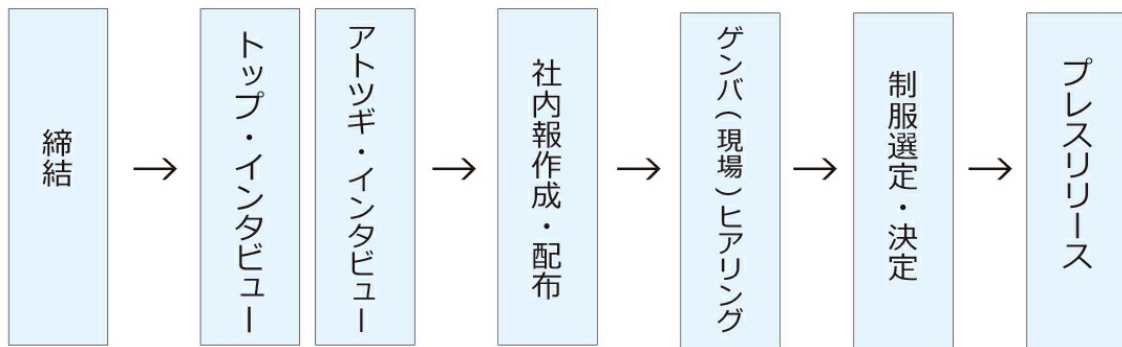 締結
→
トップ・インタビュー
アトツギ・インタビュー
→
社内報作成・配布
→
ゲンバ(現場)ヒアリング
→
制服選定・決定
→
プレスリリース